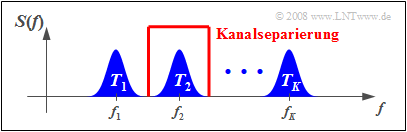 © 2008 www.LNTwww.de
S(f)
Kanalseparierung
T1 T2 ... TK
f1 f2 fK f